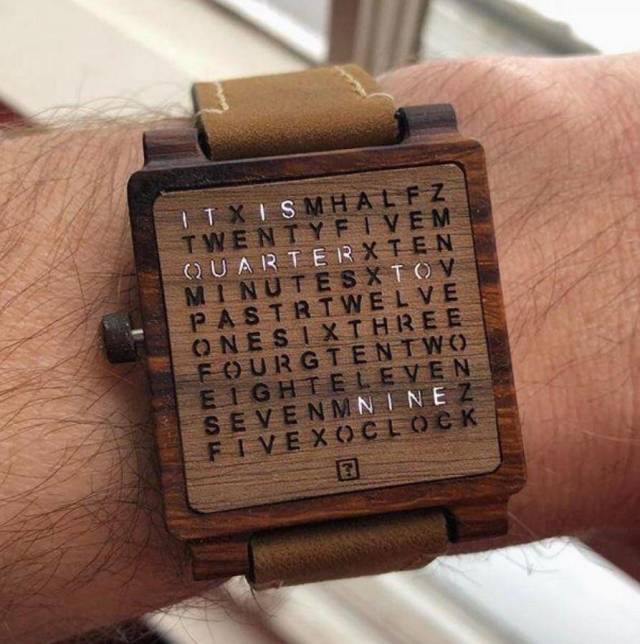 ITXISMHALFZ
TWENTYFIVEM
QUARTERXTEN
MINUTESXTOV
PASTRTWELVE
ONESIXTHREE
FOURGTENTWO
EIGHTELEVEN
SEVENMNINEZ
FIVEXOCLOCK
?